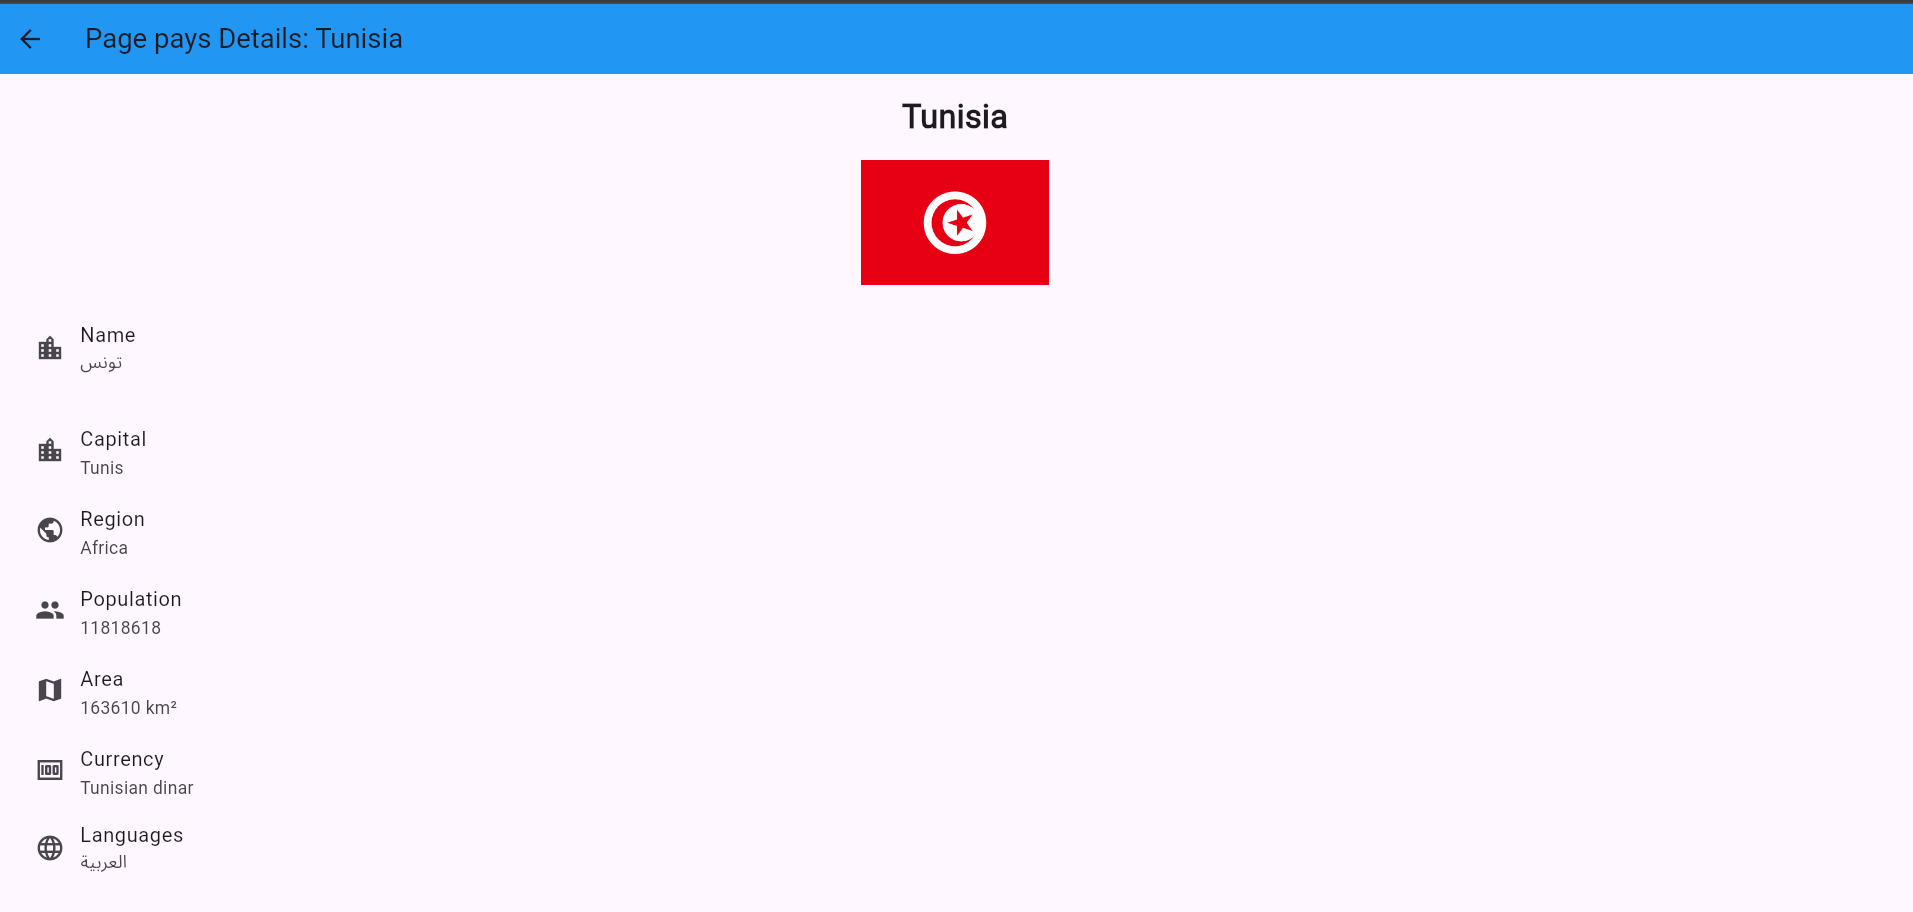 Page pays Details: Tunisia
Tunisia
Name
تونس
Capital
Tunis
Region
Africa
Population
11818618
Area
163610 km²
Currency
Tunisian dinar
Languages
العربية